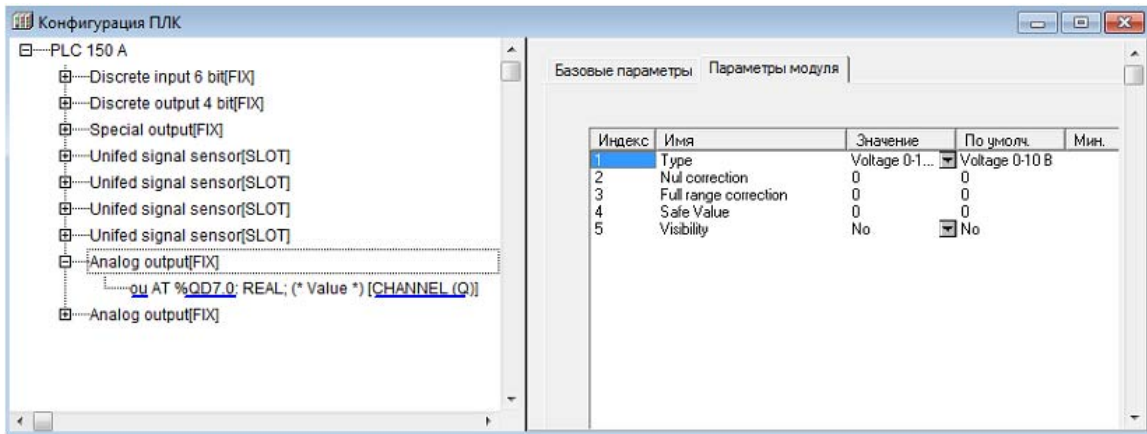 Конфигурация ПЛК
PLC 150 A
Discrete input 6 bit[FIX]
Discrete output 4 bit[FIX]
Special output[FIX]
Unifed signal sensor[SLOT]
Unifed signal sensor[SLOT]
Unifed signal sensor[SLOT]
Unifed signal sensor[SLOT]
Analog output[FIX]
ou AT %QD7.0: REAL; (* Value *) [CHANNEL (Q)]
Analog output[FIX]
Базовые параметры Параметры модуля
Индекс Имя Значение По умолч. Мин.
1 Type Voltage 0-1... Voltage 0-10 В
2 Nul correction 0 0
3 Full range correction 0 0
4 Safe Value 0 0
5 Visibility No No